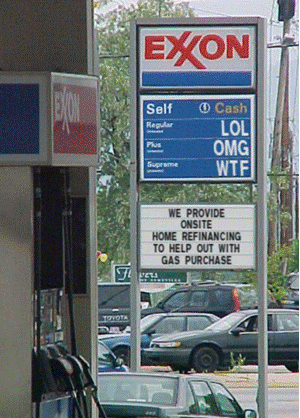 EXXON
Self Cash
Regular LOL
Plus OMG
Supreme WTF
WE PROVIDE
ONSITE
HOME REFINANCING
TO HELP OUT WITH
GAS PURCHASE
EXXON
TOYOTA